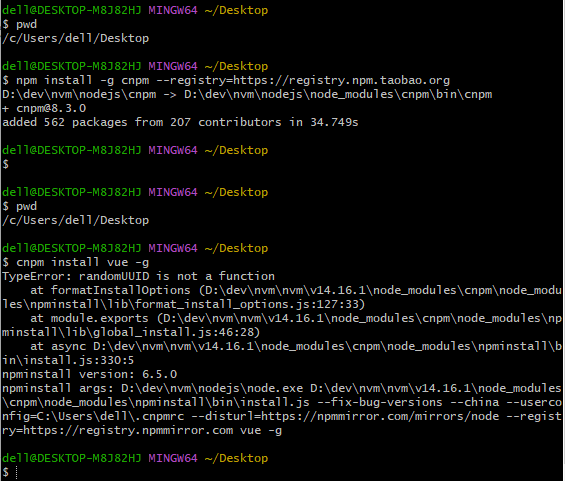 dell@DESKTOP-M8J82HJ MINGW64 ~/Desktop
$ pwd
/c/Users/dell/Desktop
dell@DESKTOP-M8J82HJ MINGW64 ~/Desktop
$ npm install -g cnpm --registry=https://registry.npm.taobao.org
D:\dev\nvm\nodejs\cnpm -> D:\dev\nvm\nodejs\node_modules\cnpm\bin\cnpm
+ cnpm@8.3.0
added 562 packages from 207 contributors in 34.749s
dell@DESKTOP-M8J82HJ MINGW64 ~/Desktop
$
dell@DESKTOP-M8J82HJ MINGW64 ~/Desktop
$ pwd
/c/Users/dell/Desktop
dell@DESKTOP-M8J82HJ MINGW64 ~/Desktop
$ cnpm install vue -g
TypeError: randomUUID is not a function
    at formatInstallOptions (D:\dev\nvm\nvm\v14.16.1\node_modules\cnpm\node_modu
les\npminstall\lib\format_install_options.js:127:33)
    at module.exports (D:\dev\nvm\nvm\v14.16.1\node_modules\cnpm\node_modules\np
minstall\lib\global_install.js:46:28)
    at async D:\dev\nvm\nvm\v14.16.1\node_modules\cnpm\node_modules\npminstall\b
in\install.js:330:5
npminstall version: 6.5.0
npminstall args: D:\dev\nvm\nodejs\node.exe D:\dev\nvm\nvm\v14.16.1\node_modules
\cnpm\node_modules\npminstall\bin\install.js --fix-bug-versions --china --userco
nfig=C:\Users\dell\.cnpmrc --disturl=https://npmmirror.com/mirrors/node --regist
ry=https://registry.npmmirror.com vue -g
dell@DESKTOP-M8J82HJ MINGW64 ~/Desktop
$